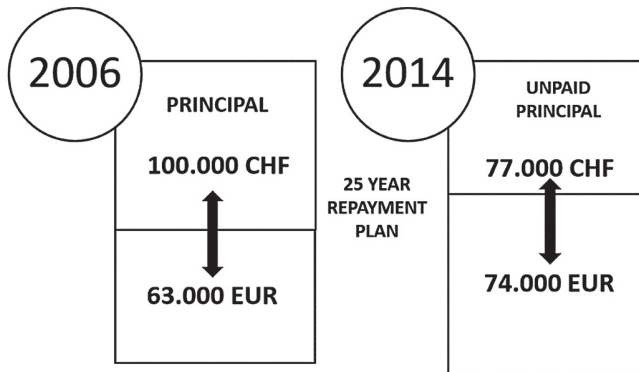 2006
PRINCIPAL
100.000 CHF
63.000 EUR
25 YEAR
REPAYMENT
PLAN
2014
UNPAID
PRINCIPAL
77.000 CHF
74.000 EUR